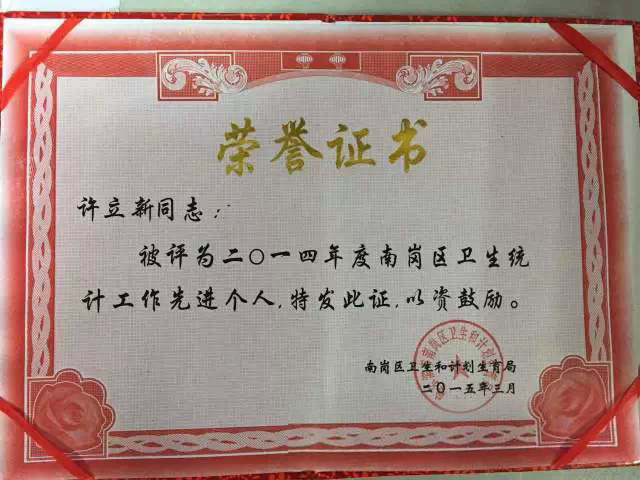 荣誉证书
许立新同志：
被评为二〇一四年度南岗区卫生统
计工作先进个人，特发此证，以资鼓励。
南岗区卫生和计划生育局
二〇一五年三月